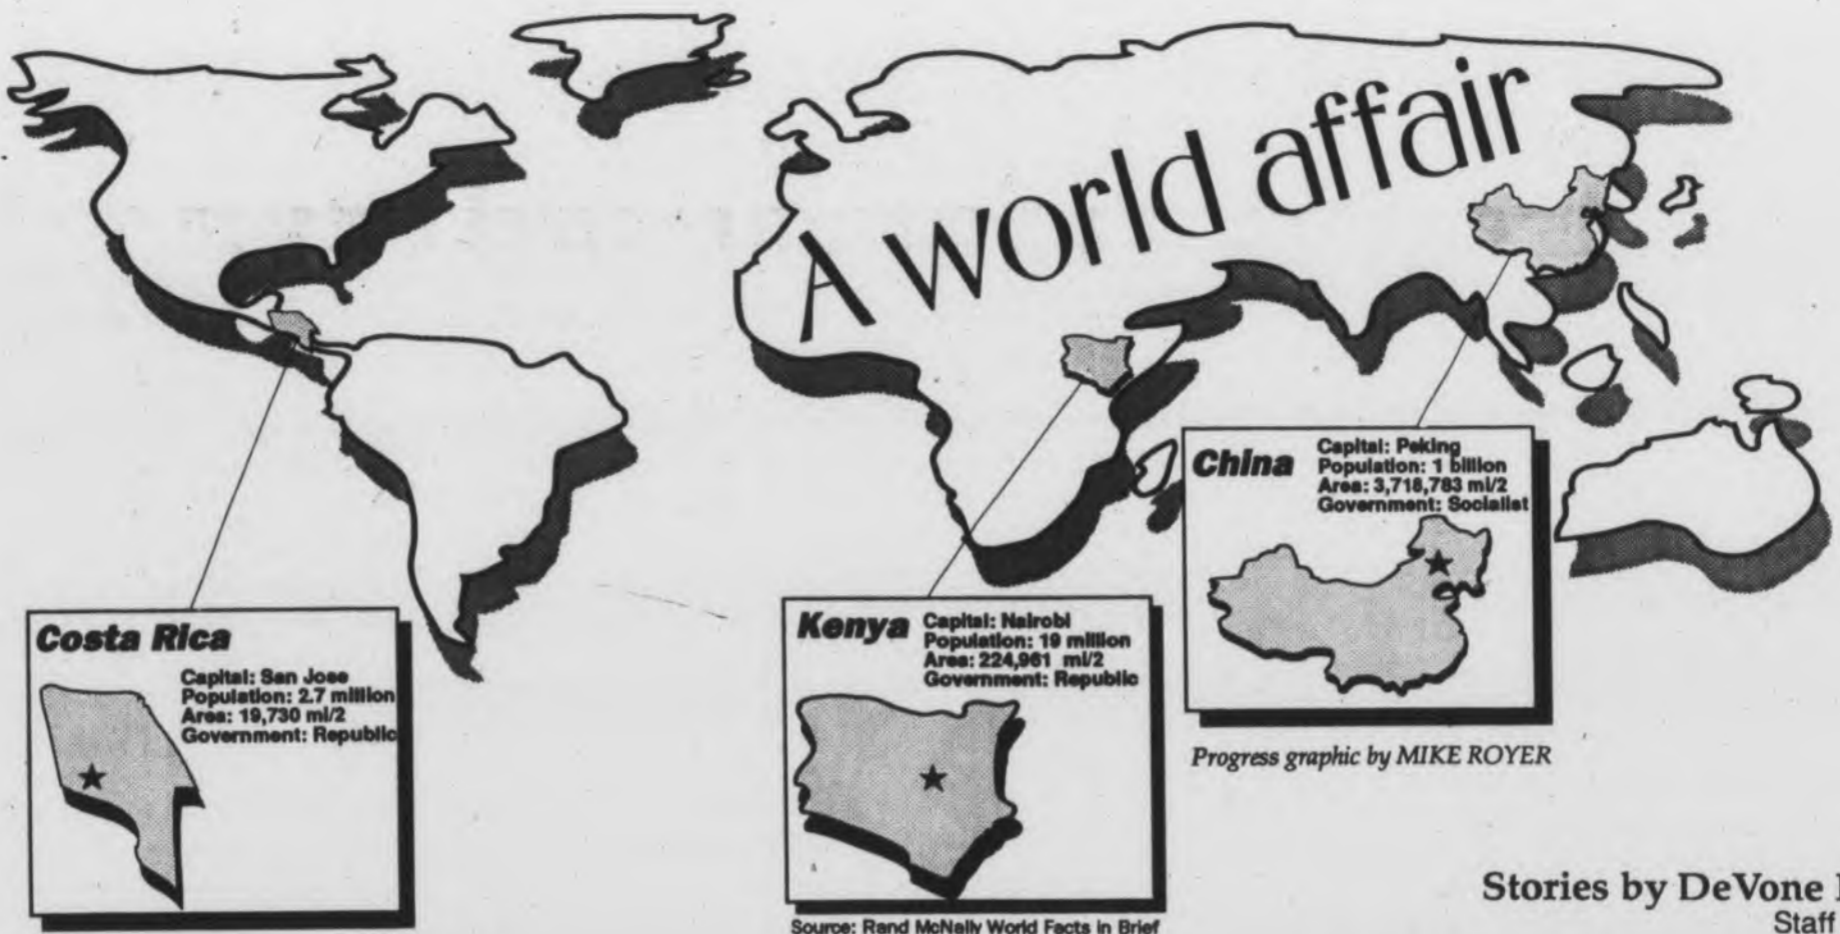 A world affair
Costa Rica
Capital: San Jose
Population: 2.7 million
Area: 19,730 mi/2
Government: Republic
Kenya
Capital: Nairobi
Population: 19 million
Area: 224,961 mi/2
Government: Republic
Source: Rand McNally World Facts in Brief
China
Capital: Peking
Population: 1 billion
Area: 3,718,783 mi/2
Government: Socialist
Progress graphic by MIKE ROYER
Stories by DeVone
Staff